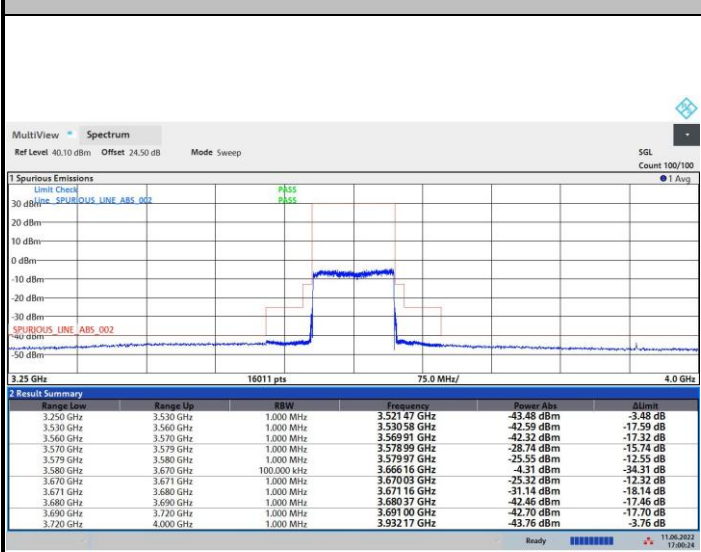 MultiView Spectrum
Ref Level 40.10 dBm Offset 24.50 dB Mode Sweep SGL
Count 100/100
1 Spurious Emissions 1 Avg
Limit Check PASS
Line _SPURIOUS_LINE_ABS_002 PASS
30 dBm
20 dBm
10 dBm
0 dBm
-10 dBm
-20 dBm
-30 dBm
_SPURIOUS_LINE_ABS_002
-40 dBm
-50 dBm
3.25 GHz 16011 pts 75.0 MHz/ 4.0 GHz
2 Result Summary
Range Low Range Up RBW Frequency Power Abs ΔLimit
3.250 GHz 3.530 GHz 1.000 MHz 3.521 47 GHz -43.48 dBm -3.48 dB
3.530 GHz 3.560 GHz 1.000 MHz 3.530 58 GHz -42.59 dBm -17.59 dB
3.560 GHz 3.570 GHz 1.000 MHz 3.569 91 GHz -42.32 dBm -17.32 dB
3.570 GHz 3.579 GHz 1.000 MHz 3.578 99 GHz -28.74 dBm -15.74 dB
3.579 GHz 3.580 GHz 1.000 MHz 3.579 97 GHz -25.55 dBm -12.55 dB
3.580 GHz 3.670 GHz 100.000 kHz 3.666 16 GHz -4.31 dBm -34.31 dB
3.670 GHz 3.671 GHz 1.000 MHz 3.670 03 GHz -25.32 dBm -12.32 dB
3.671 GHz 3.680 GHz 1.000 MHz 3.671 16 GHz -31.14 dBm -18.14 dB
3.680 GHz 3.690 GHz 1.000 MHz 3.680 37 GHz -42.46 dBm -17.46 dB
3.690 GHz 3.720 GHz 1.000 MHz 3.691 00 GHz -42.70 dBm -17.70 dB
3.720 GHz 4.000 GHz 1.000 MHz 3.932 17 GHz -43.76 dBm -3.76 dB
Ready 11.06.2022
17:00:24